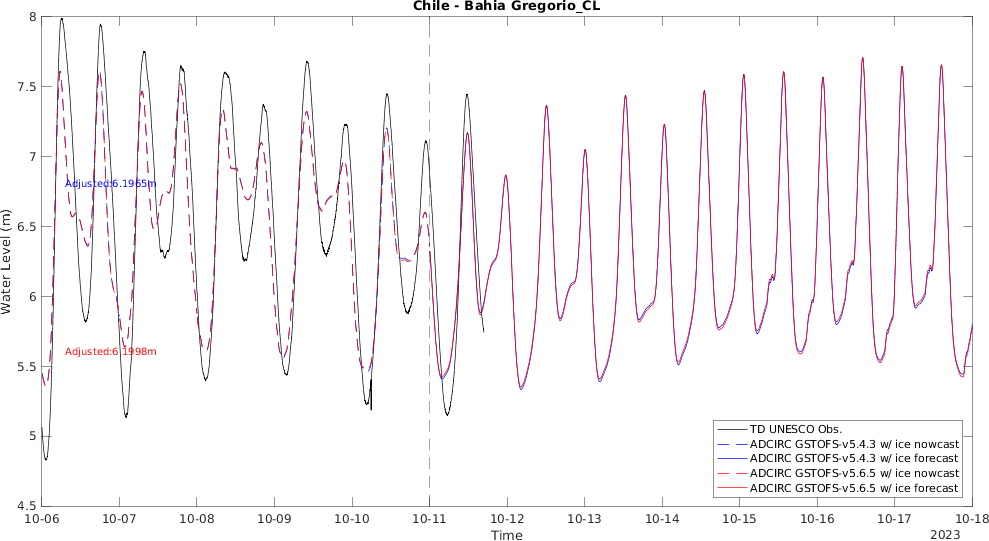 Chile - Bahia Gregorio_CL
8
7.5
7
6.5
6
5.5
5
4.5
Water Level (m)
Adjusted:6.1965m
Adjusted:6.1998m
TD UNESCO Obs.
ADCIRC GSTOFS-v5.4.3 w/ ice nowcast
ADCIRC GSTOFS-v5.4.3 w/ ice forecast
ADCIRC GSTOFS-v5.6.5 w/ ice nowcast
ADCIRC GSTOFS-v5.6.5 w/ ice forecast
10-06 10-07 10-08 10-09 10-10 10-11 10-12 10-13 10-14 10-15 10-16 10-17 10-18
Time
2023